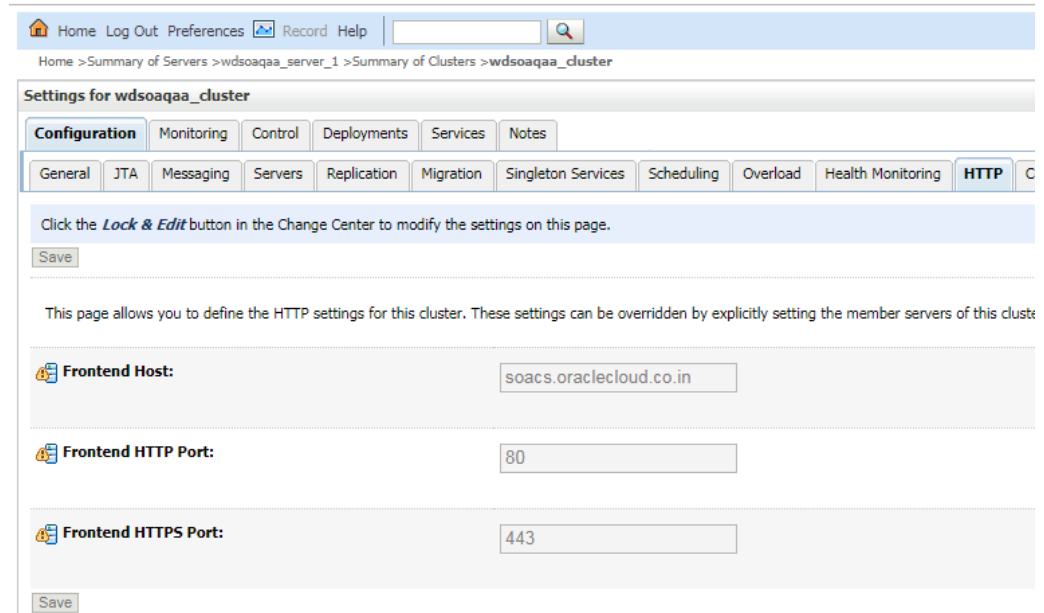 Home Log Out Preferences Record Help
Home >Summary of Servers >wdsoaqaa_server_1 >Summary of Clusters >wdsoaqaa_cluster
Settings for wdsoaqaa_cluster
Configuration Monitoring Control Deployments Services Notes
General JTA Messaging Servers Replication Migration Singleton Services Scheduling Overload Health Monitoring HTTP C
Click the Lock & Edit button in the Change Center to modify the settings on this page.
Save
This page allows you to define the HTTP settings for this cluster. These settings can be overridden by explicitly setting the member servers of this cluste
Frontend Host: soacs.oraclecloud.co.in
Frontend HTTP Port: 80
Frontend HTTPS Port: 443
Save